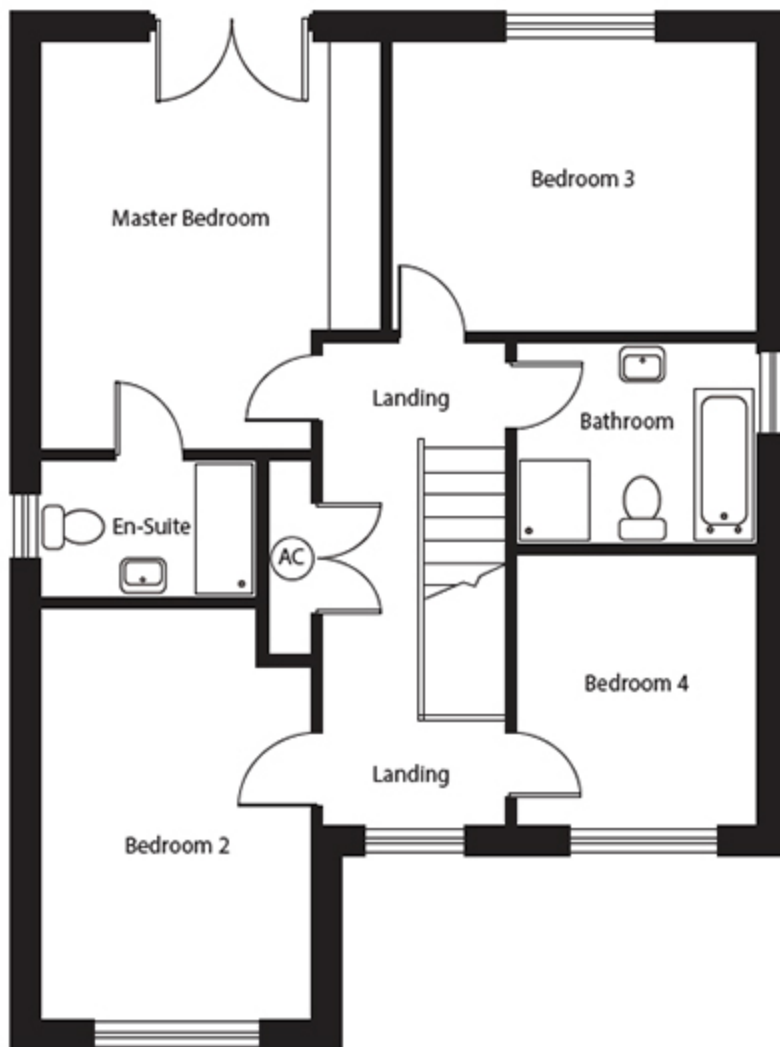 Bedroom 3
Master Bedroom
Landing
Bathroom
En-Suite
AC
Bedroom 4
Landing
Bedroom 2